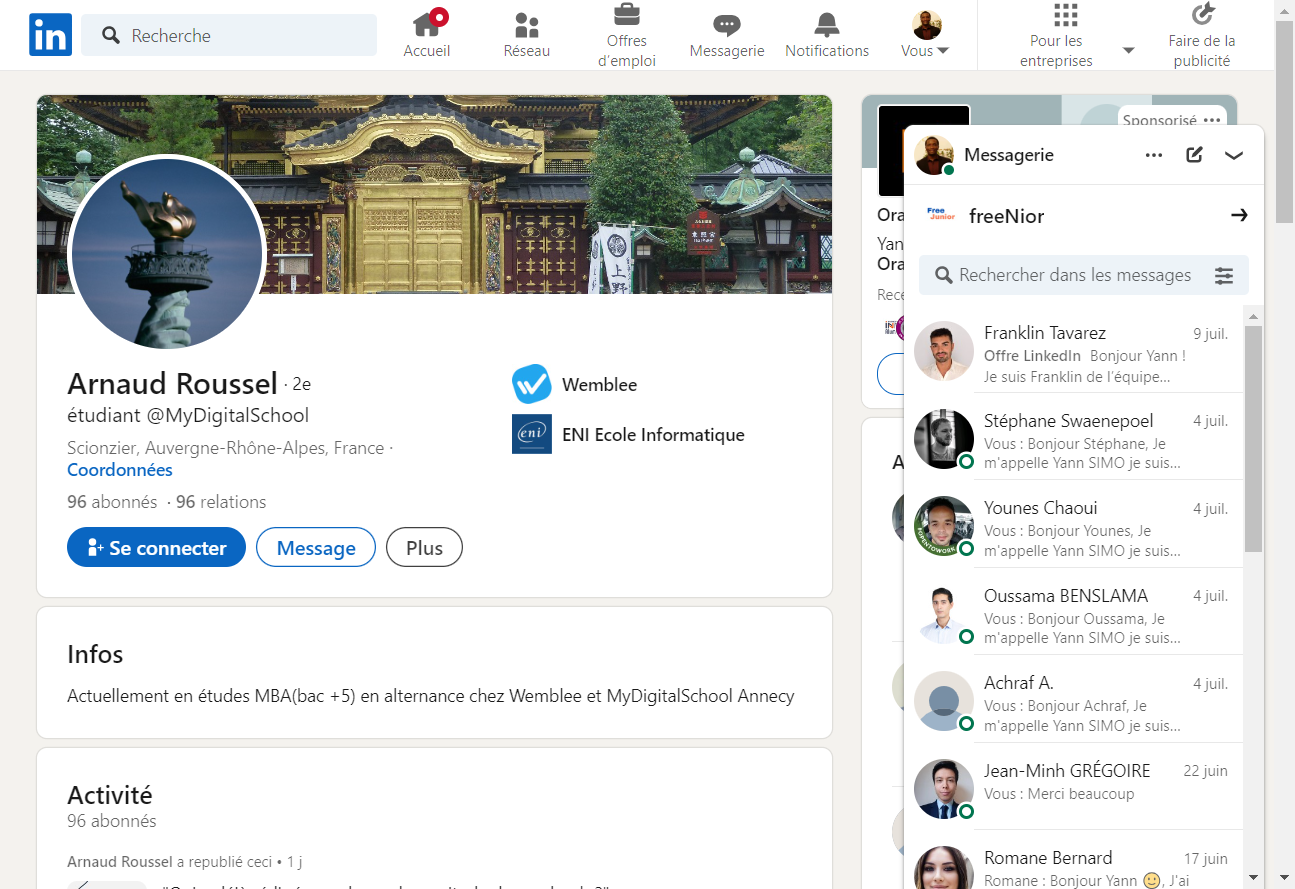 in
Recherche
Accueil
Réseau
Offres
d'emploi
Messagerie
Notifications
Vous
Pour les
entreprises
Faire de la
publicité
上野
Arnaud Roussel · 2e
étudiant @MyDigitalSchool
Scionzier, Auvergne-Rhône-Alpes, France ·
Coordonnées
96 abonnés · 96 relations
Se connecter
Message
Plus
Wemblee
eni
ENI Ecole Informatique
Infos
Actuellement en études MBA(bac +5) en alternance chez Wemblee et MyDigitalSchool Annecy
Activité
96 abonnés
Arnaud Roussel a republié ceci • 1 j
Sponsorisé
Ora
Yan
Ora
Rece
A
Messagerie
Free
Junior
freeNior
Rechercher dans les messages
Franklin Tavarez
9 juil.
Offre LinkedIn Bonjour Yann !
Je suis Franklin de l'équipe...
Stéphane Swaenepoel
4 juil.
Vous : Bonjour Stéphane, Je
m'appelle Yann SIMO je suis...
#OPENTOWORK
Younes Chaoui
4 juil.
Vous : Bonjour Younes, Je
m'appelle Yann SIMO je suis...
Oussama BENSLAMA
4 juil.
Vous : Bonjour Oussama, Je
m'appelle Yann SIMO je suis...
Achraf A.
4 juil.
Vous : Bonjour Achraf, Je
m'appelle Yann SIMO je suis...
Jean-Minh GRÉGOIRE
22 juin
Vous : Merci beaucoup
Romane Bernard
17 juin
Romane : Bonjour Yann 🙂, J'ai